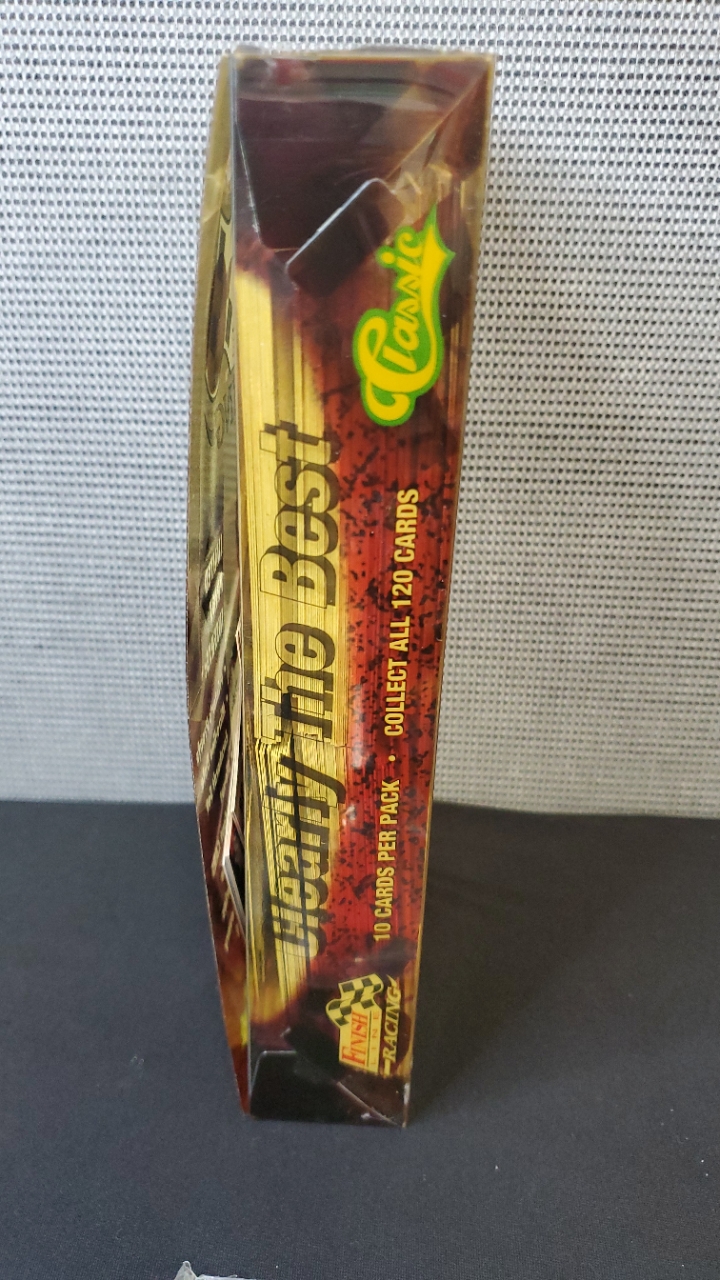 Clearly The Best
Classic
10 CARDS PER PACK • COLLECT ALL 120 CARDS
FINISH
LINE
RACING